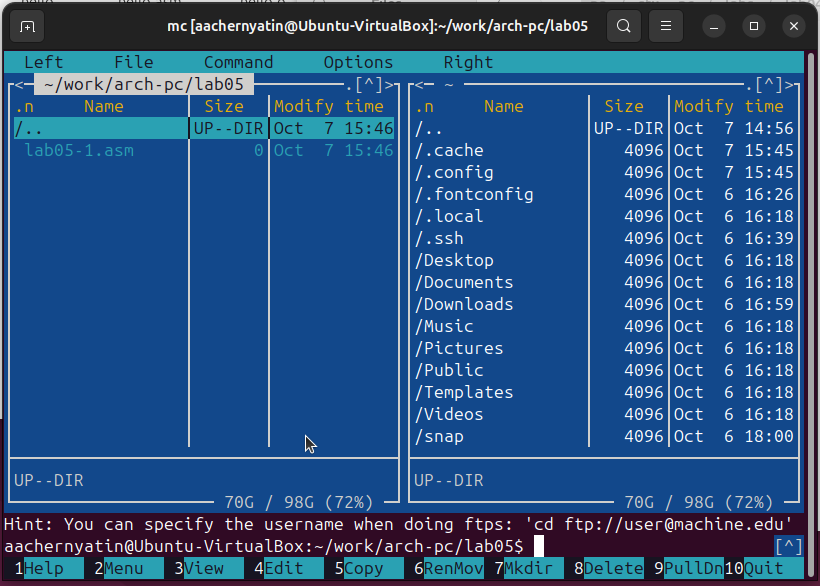 mc [aachernyatin@Ubuntu-VirtualBox]:~/work/arch-pc/lab05
Left File Command Options Right
<─ ~/work/arch-pc/lab05 .[^]>
.n Name Size Modify time
/.. UP--DIR Oct 7 15:46
lab05-1.asm 0 Oct 7 15:46
UP--DIR
70G / 98G (72%)
<─ ~ .[^]>
.n Name Size Modify time
/.. UP--DIR Oct 7 14:56
/.cache 4096 Oct 7 15:45
/.config 4096 Oct 7 15:45
/.fontconfig 4096 Oct 6 16:26
/.local 4096 Oct 6 16:18
/.ssh 4096 Oct 6 16:39
/Desktop 4096 Oct 6 16:18
/Documents 4096 Oct 6 16:18
/Downloads 4096 Oct 6 16:59
/Music 4096 Oct 6 16:18
/Pictures 4096 Oct 6 16:18
/Public 4096 Oct 6 16:18
/Templates 4096 Oct 6 16:18
/Videos 4096 Oct 6 16:18
/snap 4096 Oct 6 18:00
UP--DIR
70G / 98G (72%)
Hint: You can specify the username when doing ftps: 'cd ftp://user@machine.edu'
aachernyatin@Ubuntu-VirtualBox:~/work/arch-pc/lab05$ [^]
1Help 2Menu 3View 4Edit 5Copy 6RenMov 7Mkdir 8Delete 9PullDn 10Quit